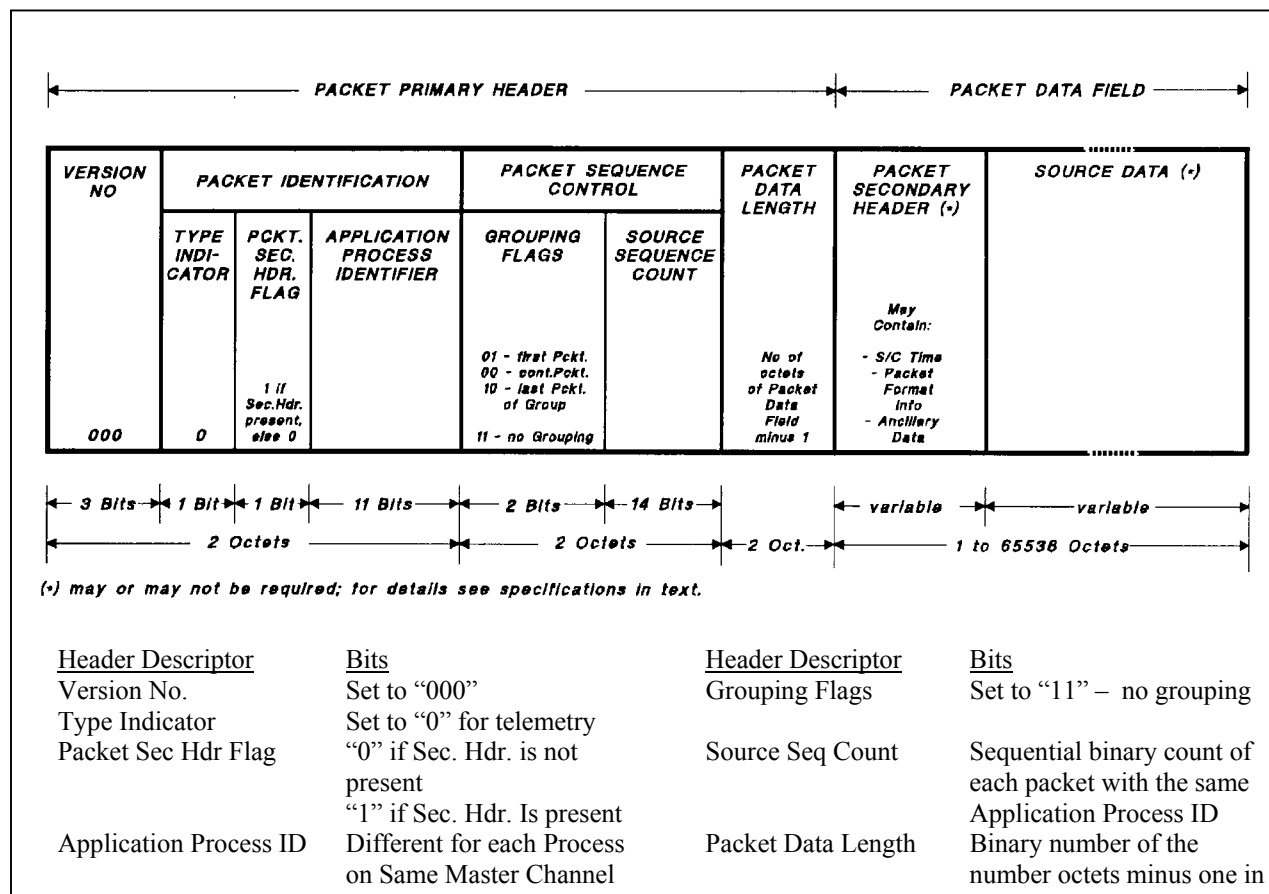 PACKET PRIMARY HEADER
PACKET DATA FIELD
VERSION NO
PACKET IDENTIFICATION
PACKET SEQUENCE CONTROL
PACKET DATA LENGTH
PACKET SECONDARY HEADER (*)
SOURCE DATA (*)
TYPE INDI-CATOR
PCKT. SEC. HDR. FLAG
APPLICATION PROCESS IDENTIFIER
GROUPING FLAGS
SOURCE SEQUENCE COUNT
000
0
1 if
Sec.Hdr.
present,
else 0
01 - first Pckt.
00 - cont.Pckt.
10 - last Pckt.
of Group
11 - no Grouping
No of
octets
of Packet
Data
Field
minus 1
May
Contain:
- S/C Time
- Packet
Format
Info
- Ancillary
Data
3 Bits
1 Bit
1 Bit
11 Bits
2 Bits
14 Bits
variable
variable
2 Octets
2 Octets
2 Oct.
1 to 65536 Octets
(*) may or may not be required; for details see specifications in text.
Header Descriptor Bits Header Descriptor Bits
Version No. Set to “000” Grouping Flags Set to “11” – no grouping
Type Indicator Set to “0” for telemetry
Packet Sec Hdr Flag “0” if Sec. Hdr. is not Source Seq Count Sequential binary count of
present each packet with the same
“1” if Sec. Hdr. Is present Application Process ID
Application Process ID Different for each Process Packet Data Length Binary number of the
on Same Master Channel number octets minus one in